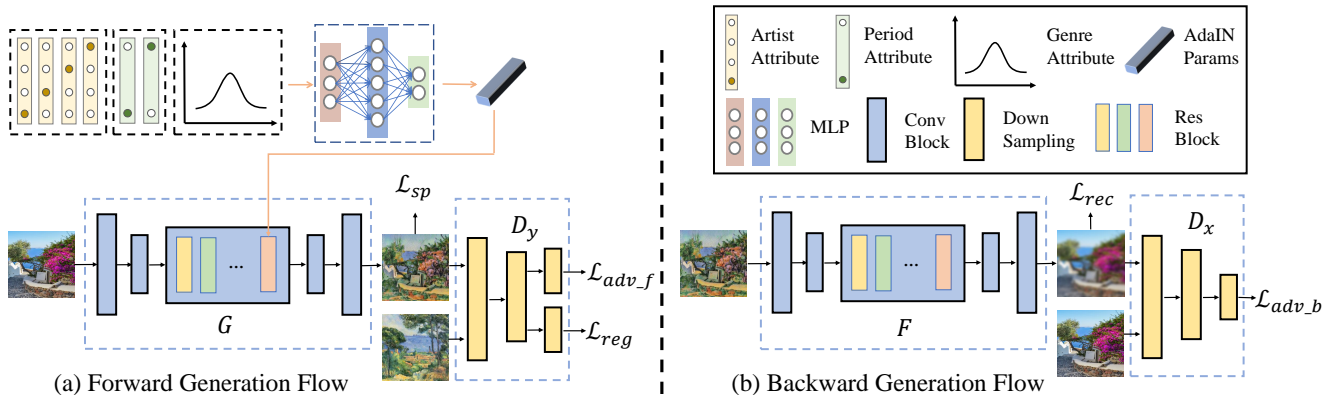 Artist
Attribute
Period
Attribute
Genre
Attribute
AdaIN
Params
MLP
Conv
Block
Down
Sampling
Res
Block
ℒ_sp
D_y
...
G
ℒ_adv_f
ℒ_reg
(a) Forward Generation Flow
ℒ_rec
D_x
...
F
ℒ_adv_b
(b) Backward Generation Flow